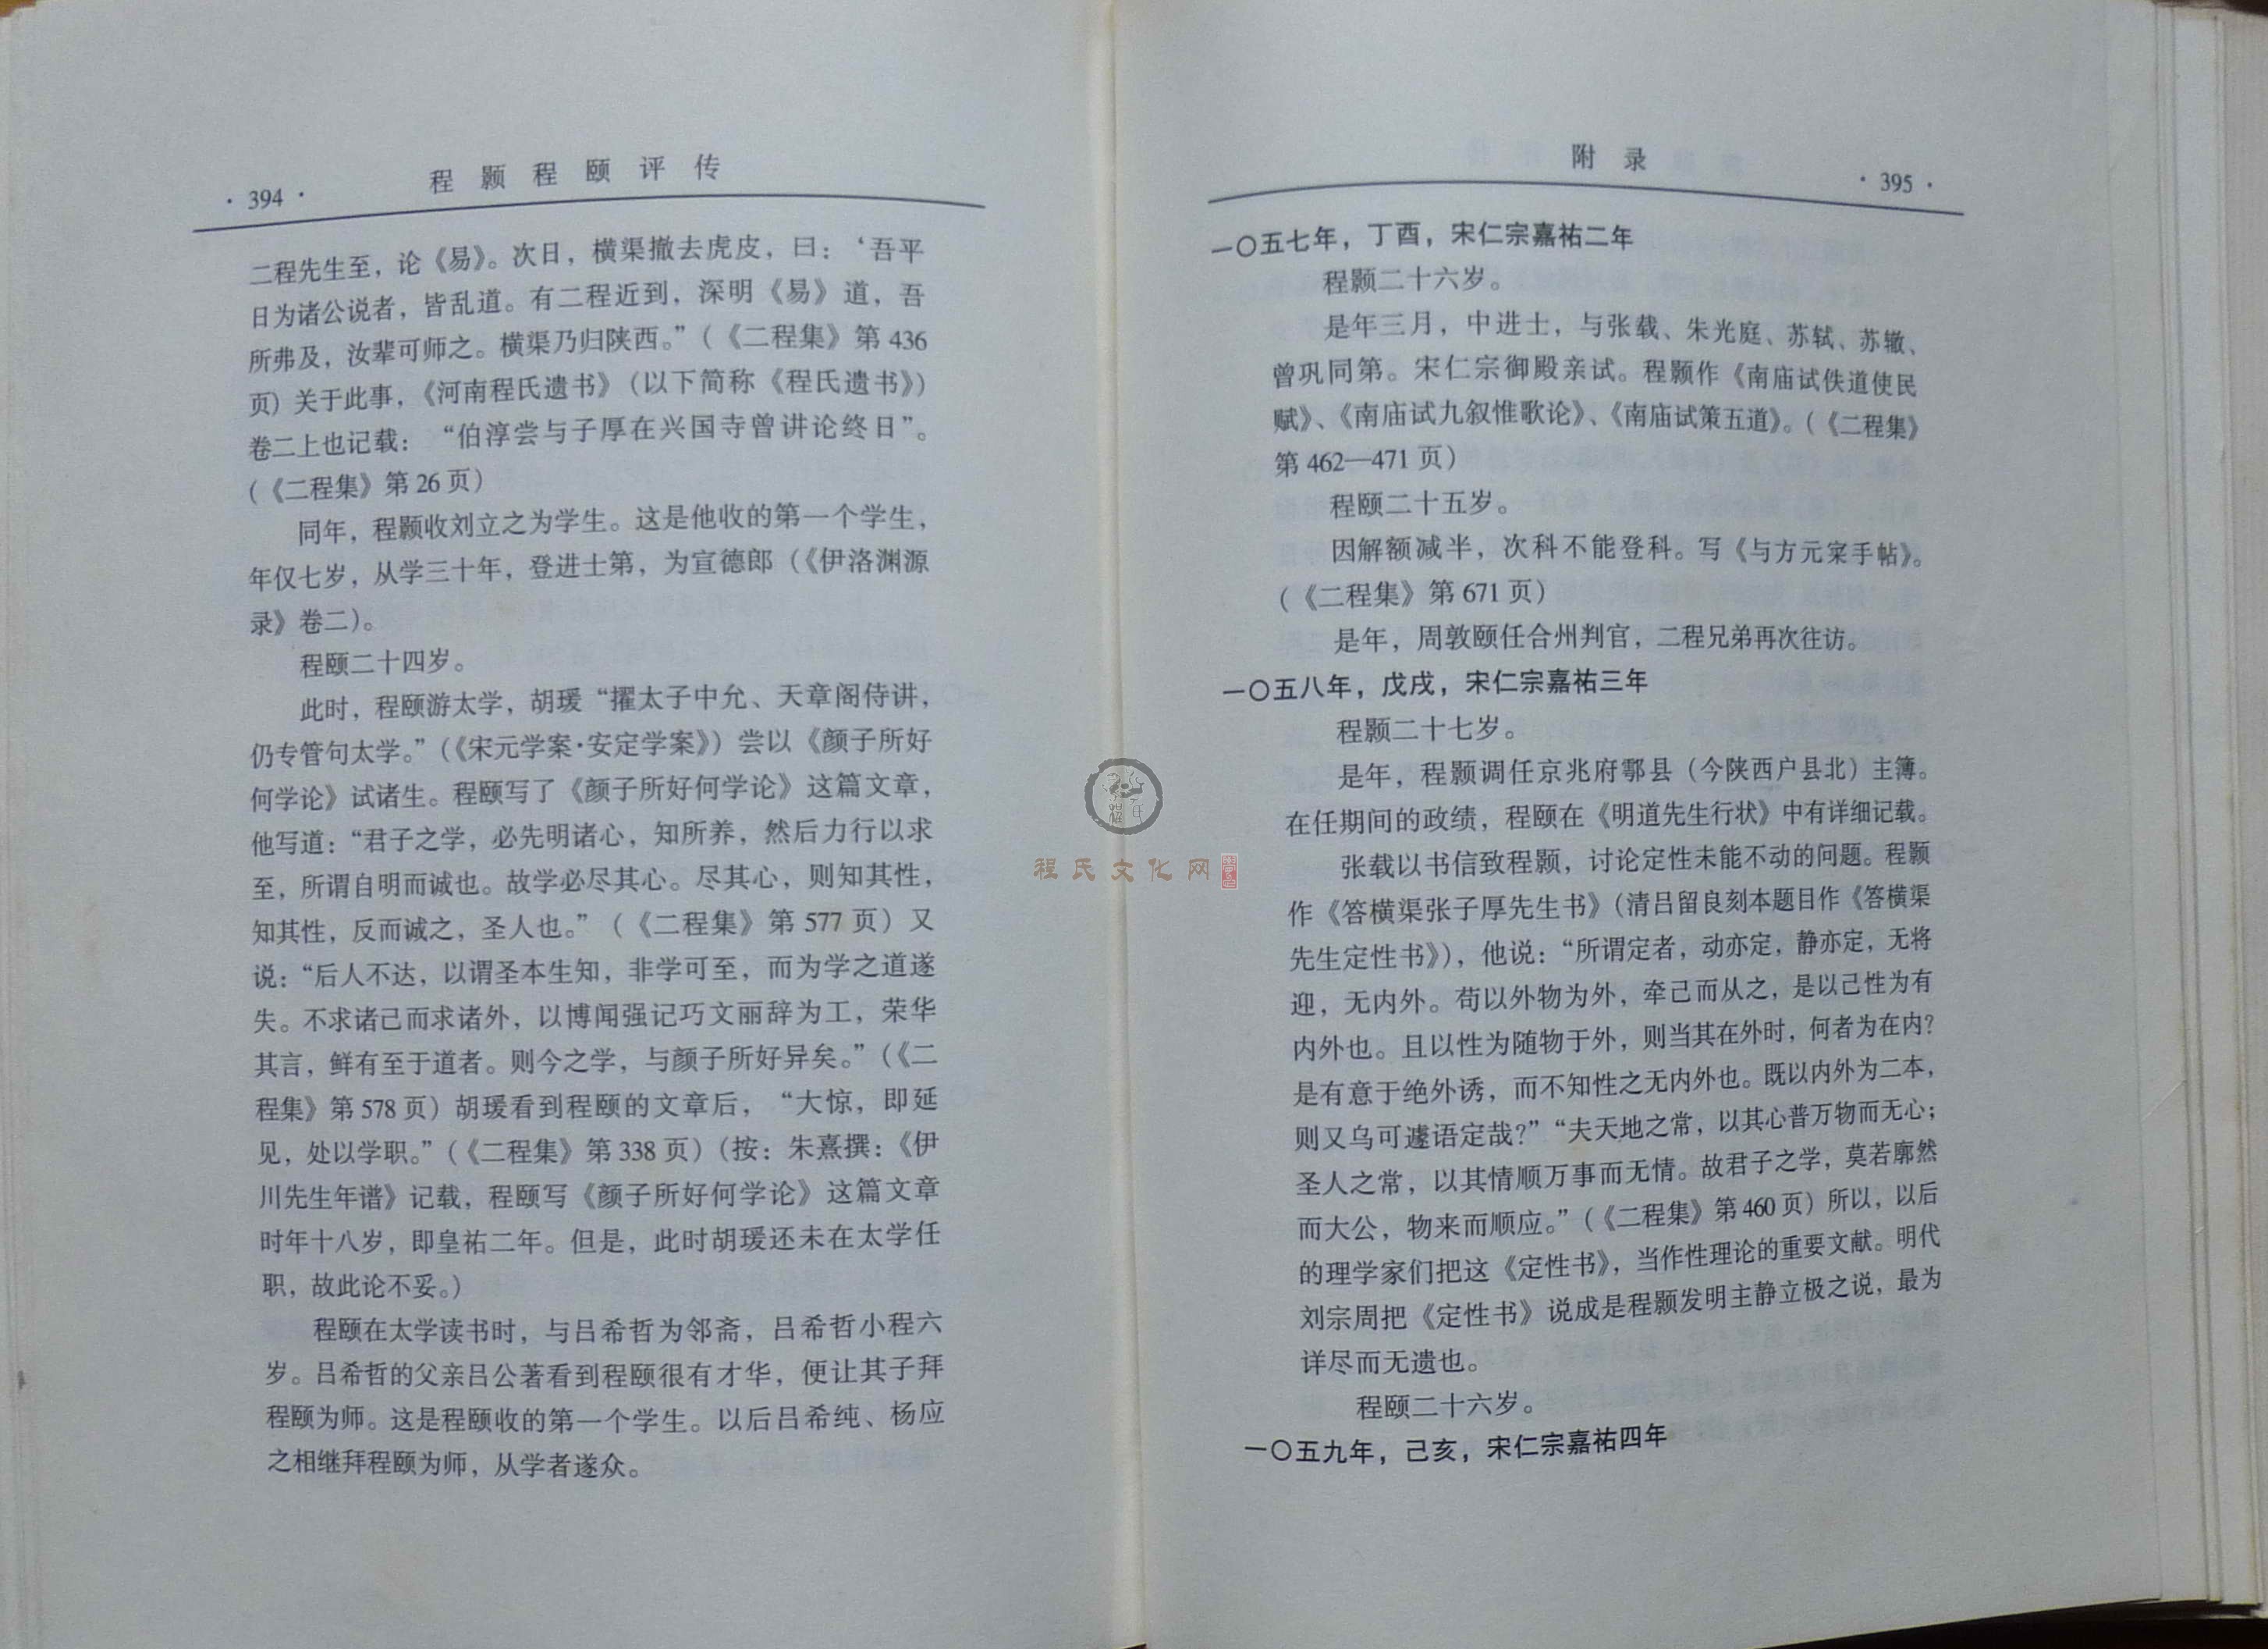 · 394 ·
程颢程颐评传
二程先生至，论《易》。次日，横渠撤去虎皮，曰：‘吾平
日为诸公说者，皆乱道。有二程近到，深明《易》道，吾
所弗及，汝辈可师之。横渠乃归陕西。”（《二程集》第 436
页）关于此事，《河南程氏遗书》（以下简称《程氏遗书》）
卷二上也记载：“伯淳尝与子厚在兴国寺曾讲论终日”。
（《二程集》第 26 页）
同年，程颢收刘立之为学生。这是他收的第一个学生，
年仅七岁，从学三十年，登进士第，为宣德郎（《伊洛渊源
录》卷二）。
程颐二十四岁。
此时，程颐游太学，胡瑗“擢太子中允、天章阁侍讲，
仍专管句太学。”（《宋元学案·安定学案》）尝以《颜子所好
何学论》试诸生。程颐写了《颜子所好何学论》这篇文章，
他写道：“君子之学，必先明诸心，知所养，然后力行以求
至，所谓自明而诚也。故学必尽其心。尽其心，则知其性，
知其性，反而诚之，圣人也。”（《二程集》第 577 页）又
说：“后人不达，以谓圣本生知，非学可至，而为学之道遂
失。不求诸己而求诸外，以博闻强记巧文丽辞为工，荣华
其言，鲜有至于道者。则今之学，与颜子所好异矣。”（《二
程集》第 578 页）胡瑗看到程颐的文章后，“大惊，即延
见，处以学职。”（《二程集》第 338 页）（按：朱熹撰：《伊
川先生年谱》记载，程颐写《颜子所好何学论》这篇文章
时年十八岁，即皇祐二年。但是，此时胡瑗还未在太学任
职，故此论不妥。）
程颐在太学读书时，与吕希哲为邻斋，吕希哲小程六
岁。吕希哲的父亲吕公著看到程颐很有才华，便让其子拜
程颐为师。这是程颐收的第一个学生。以后吕希纯、杨应
之相继拜程颐为师，从学者遂众。
附录
· 395 ·
一〇五七年，丁酉，宋仁宗嘉祐二年
程颢二十六岁。
是年三月，中进士，与张载、朱光庭、苏轼、苏辙、
曾巩同第。宋仁宗御殿亲试。程颢作《南庙试佚道使民
赋》、《南庙试九叙惟歌论》、《南庙试策五道》。（《二程集》
第 462—471 页）
程颐二十五岁。
因解额减半，次科不能登科。写《与方元寀手帖》。
（《二程集》第 671 页）
是年，周敦颐任合州判官，二程兄弟再次往访。
一〇五八年，戊戌，宋仁宗嘉祐三年
程颢二十七岁。
是年，程颢调任京兆府鄠县（今陕西户县北）主簿。
在任期间的政绩，程颐在《明道先生行状》中有详细记载。
张载以书信致程颢，讨论定性未能不动的问题。程颢
作《答横渠张子厚先生书》（清吕留良刻本题目作《答横渠
先生定性书》），他说：“所谓定者，动亦定，静亦定，无将
迎，无内外。苟以外物为外，牵己而从之，是以己性为有
内外也。且以性为随物于外，则当其在外时，何者为在内？
是有意于绝外诱，而不知性之无内外也。既以内外为二本，
则又乌可遽语定哉？”“夫天地之常，以其心普万物而无心；
圣人之常，以其情顺万事而无情。故君子之学，莫若廓然
而大公，物来而顺应。”（《二程集》第 460 页）所以，以后
的理学家们把这《定性书》，当作性理论的重要文献。明代
刘宗周把《定性书》说成是程颢发明主静立极之说，最为
详尽而无遗也。
程颐二十六岁。
一〇五九年，己亥，宋仁宗嘉祐四年
程氏文化网